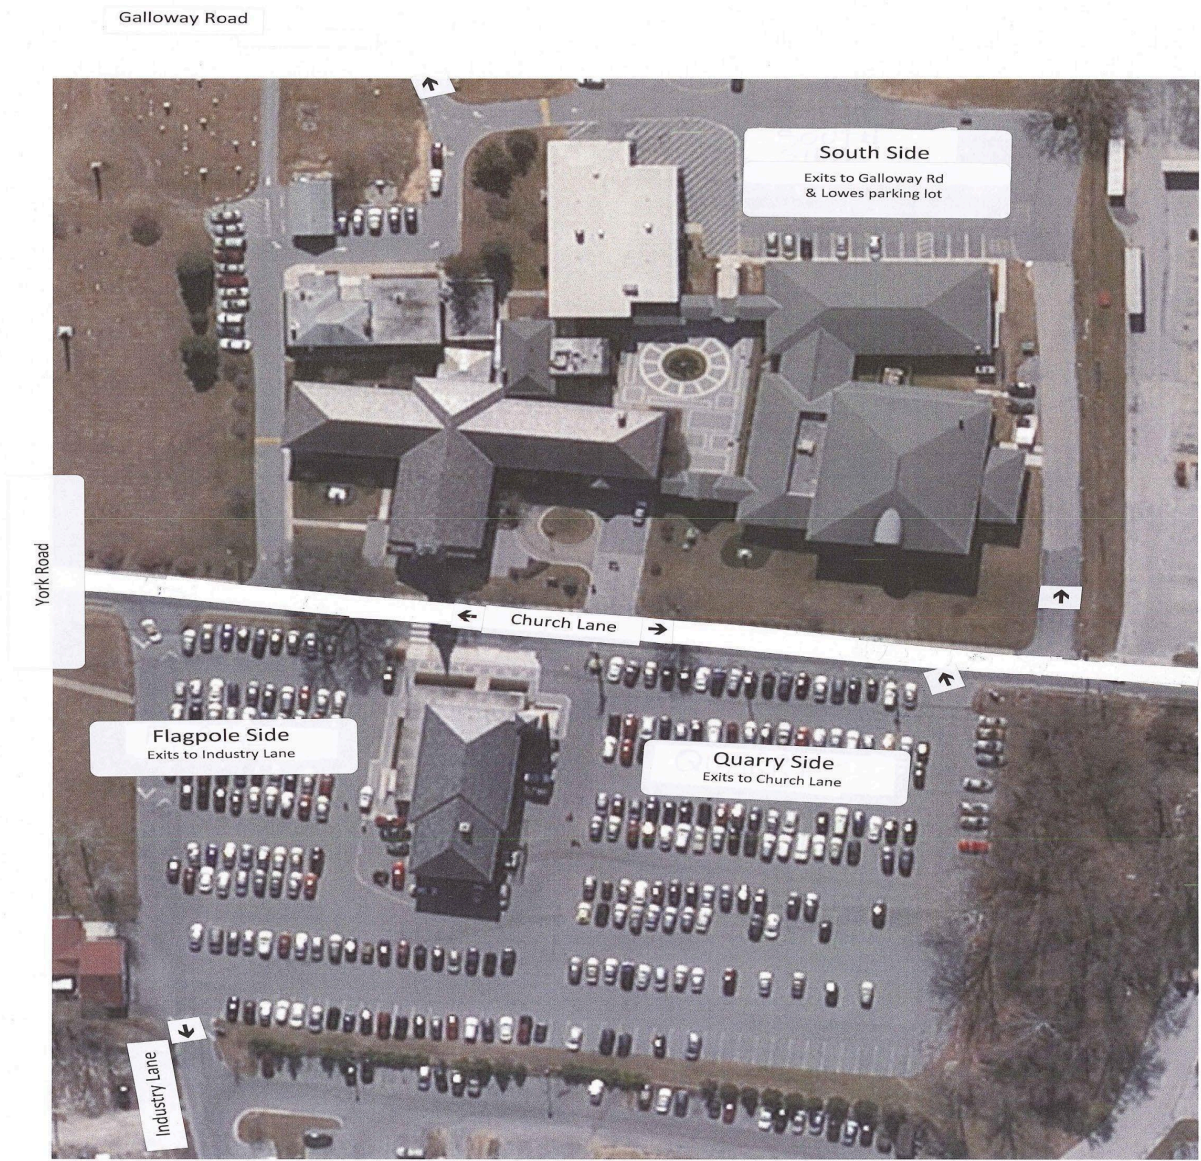 Galloway Road
South Side
Exits to Galloway Rd
& Lowes parking lot
York Road
Church Lane
Flagpole Side
Exits to Industry Lane
Quarry Side
Exits to Church Lane
Industry Lane